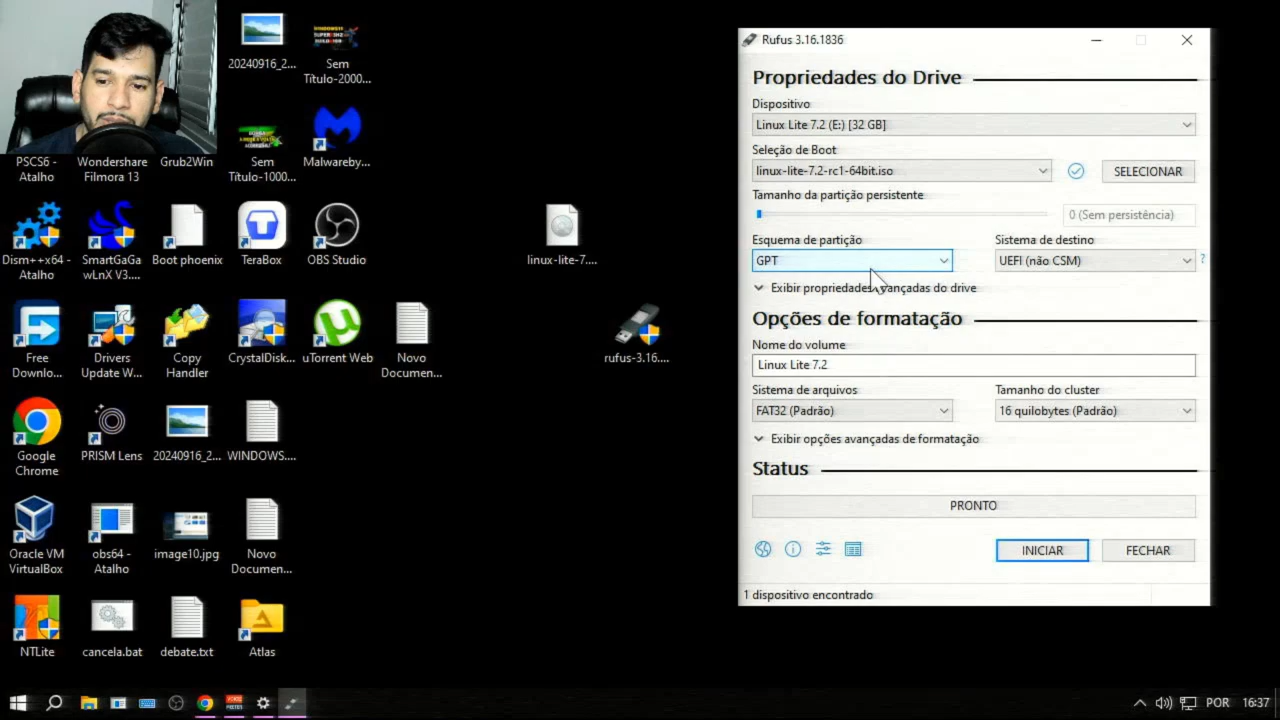 20240916_2...
Sem
Título-2000...
PSCS6 -
Atalho
Wondershare
Filmora 13
Grub2Win
Sem
Título-1000...
Malwareby...
Dism++x64 -
Atalho
SmartGaGa
wLnX V3....
Boot phoenix
TeraBox
OBS Studio
linux-lite-7....
Free
Downlo...
Drivers
Update W...
Copy
Handler
CrystalDisk...
uTorrent Web
Novo
Documen...
rufus-3.16....
Google
Chrome
PRISM Lens
20240916_2...
WINDOWS....
Oracle VM
VirtualBox
obs64 -
Atalho
image10.jpg
Novo
Documen...
NTLite
cancela.bat
debate.txt
Atlas
Rufus 3.16.1836
Propriedades do Drive
Dispositivo
Linux Lite 7.2 (E:) [32 GB]
Seleção de Boot
linux-lite-7.2-rc1-64bit.iso
SELECIONAR
Tamanho da partição persistente
0 (Sem persistência)
Esquema de partição
Sistema de destino
GPT
UEFI (não CSM)
?
Exibir propriedades avançadas do drive
Opções de formatação
Nome do volume
Linux Lite 7.2
Sistema de arquivos
Tamanho do cluster
FAT32 (Padrão)
16 quilobytes (Padrão)
Exibir opções avançadas de formatação
Status
PRONTO
INICIAR
FECHAR
1 dispositivo encontrado
POR
16:37